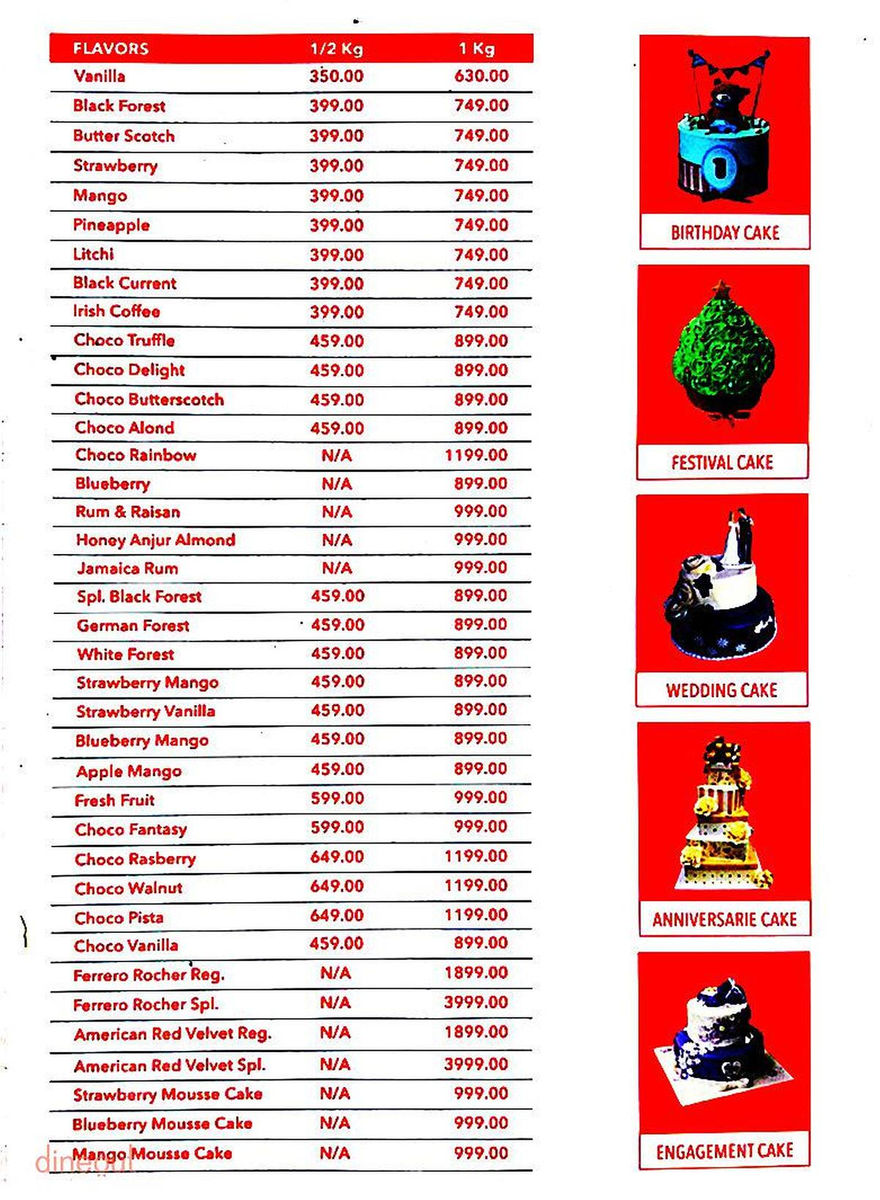 FLAVORS 1/2 Kg 1 Kg
Vanilla 350.00 630.00
Black Forest 399.00 749.00
Butter Scotch 399.00 749.00
Strawberry 399.00 749.00
Mango 399.00 749.00
Pineapple 399.00 749.00
Litchi 399.00 749.00
Black Current 399.00 749.00
Irish Coffee 399.00 749.00
Choco Truffle 459.00 899.00
Choco Delight 459.00 899.00
Choco Butterscotch 459.00 899.00
Choco Alond 459.00 899.00
Choco Rainbow N/A 1199.00
Blueberry N/A 899.00
Rum & Raisan N/A 999.00
Honey Anjur Almond N/A 999.00
Jamaica Rum N/A 999.00
Spl. Black Forest 459.00 899.00
German Forest 459.00 899.00
White Forest 459.00 899.00
Strawberry Mango 459.00 899.00
Strawberry Vanilla 459.00 899.00
Blueberry Mango 459.00 899.00
Apple Mango 459.00 899.00
Fresh Fruit 599.00 999.00
Choco Fantasy 599.00 999.00
Choco Rasberry 649.00 1199.00
Choco Walnut 649.00 1199.00
Choco Pista 649.00 1199.00
Choco Vanilla 459.00 899.00
Ferrero Rocher Reg. N/A 1899.00
Ferrero Rocher Spl. N/A 3999.00
American Red Velvet Reg. N/A 1899.00
American Red Velvet Spl. N/A 3999.00
Strawberry Mousse Cake N/A 999.00
Blueberry Mousse Cake N/A 999.00
Mango Mousse Cake N/A 999.00
dineout
1
BIRTHDAY CAKE
FESTIVAL CAKE
WEDDING CAKE
ANNIVERSARIE CAKE
ENGAGEMENT CAKE